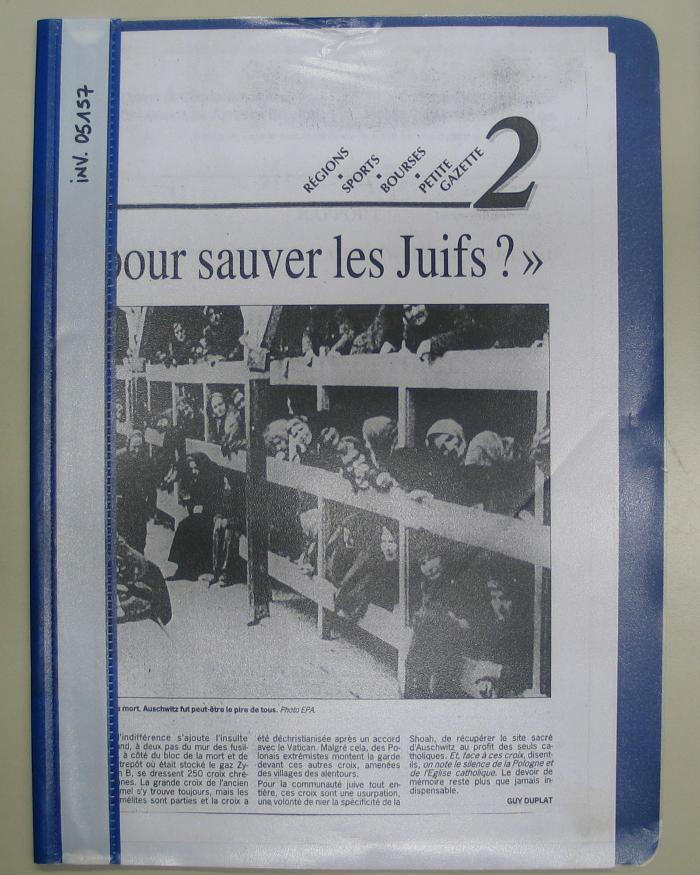 INV. 05157
RÉGIONS
▪
SPORTS
▪
BOURSES
▪
PETITE
GAZETTE
2
pour sauver les Juifs ? »
mort. Auschwitz fut peut-être le pire de tous. Photo EPA.
l'indifférence s'ajoute l'insulte
nd, à deux pas du mur des fusil-
à côté du bloc de la mort et de
trepôt où était stocké le gaz Zy-
n B, se dressent 250 croix chré-
nes. La grande croix de l'ancien
mel s'y trouve toujours, mais les
mélites sont parties et la croix a
été déchristianisée après un accord
avec le Vatican. Malgré cela, des Po-
lonais extrémistes montent la garde
devant ces autres croix, amenées
des villages des alentours.
Pour la communauté juive tout en-
tière, ces croix sont une usurpation,
une volonté de nier la spécificité de la
Shoah, de récupérer le site sacré
d'Auschwitz au profit des seuls ca-
tholiques. Et, face à ces croix, disent-
ils, on note le silence de la Pologne et
de l'Eglise catholique. Le devoir de
mémoire reste plus que jamais in-
dispensable.
GUY DUPLAT